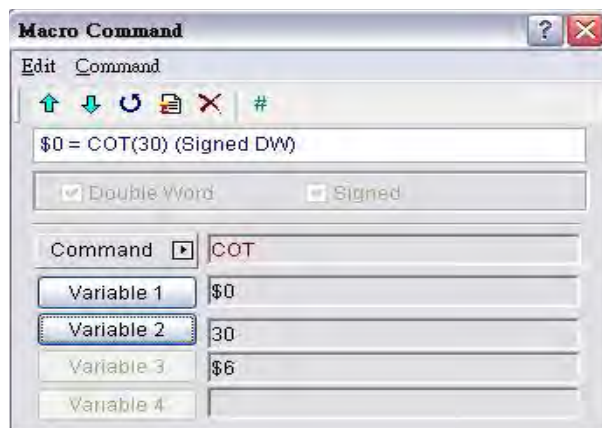 Macro Command
Edit Command
#
$0 = COT(30) (Signed DW)
Double Word Signed
Command COT
Variable 1 $0
Variable 2 30
Variable 3 $6
Variable 4